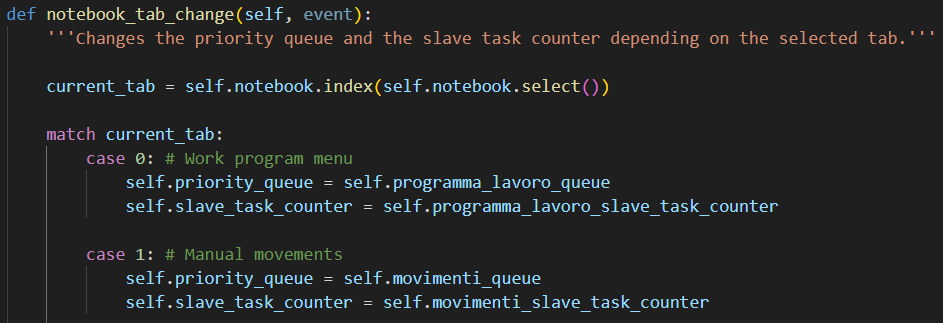 def notebook_tab_change(self, event):
'''Changes the priority queue and the slave task counter depending on the selected tab.'''
current_tab = self.notebook.index(self.notebook.select())
match current_tab:
case 0: # Work program menu
self.priority_queue = self.programma_lavoro_queue
self.slave_task_counter = self.programma_lavoro_slave_task_counter
case 1: # Manual movements
self.priority_queue = self.movimenti_queue
self.slave_task_counter = self.movimenti_slave_task_counter